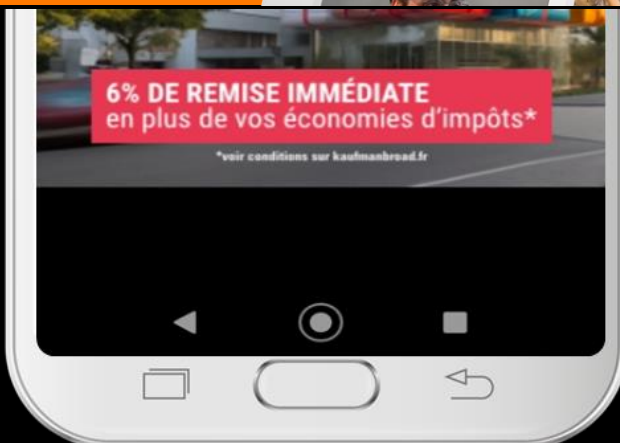 6% DE REMISE IMMÉDIATE
en plus de vos économies d'impôts*
*voir conditions sur kaufmanbroad.fr